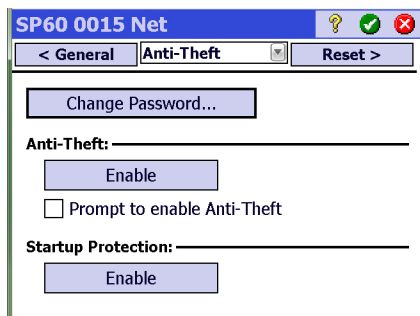 SP60 0015 Net
< General Anti-Theft Reset >
Change Password...
Anti-Theft:
Enable
Prompt to enable Anti-Theft
Startup Protection:
Enable